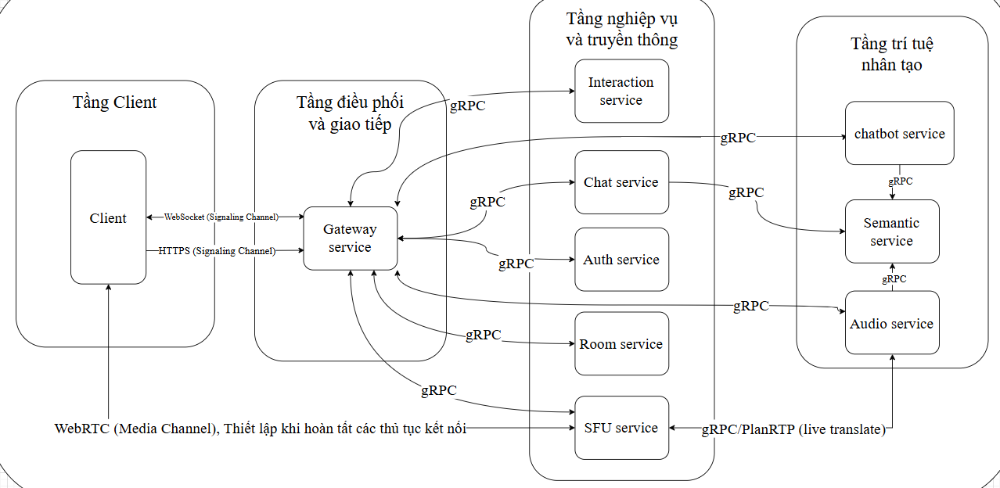 Tầng Client
Client
WebSocket (Signaling Channel)
HTTPS (Signaling Channel)
Tầng điều phối
và giao tiếp
Gateway
service
gRPC
gRPC
gRPC
gRPC
gRPC
Tầng nghiệp vụ
và truyền thông
Interaction
service
Chat service
Auth service
Room service
SFU service
gRPC
gRPC
gRPC
Tầng trí tuệ
nhân tạo
chatbot service
gRPC
Semantic
service
gRPC
Audio service
WebRTC (Media Channel), Thiết lập khi hoàn tất các thủ tục kết nối
gRPC/PlanRTP (live translate)